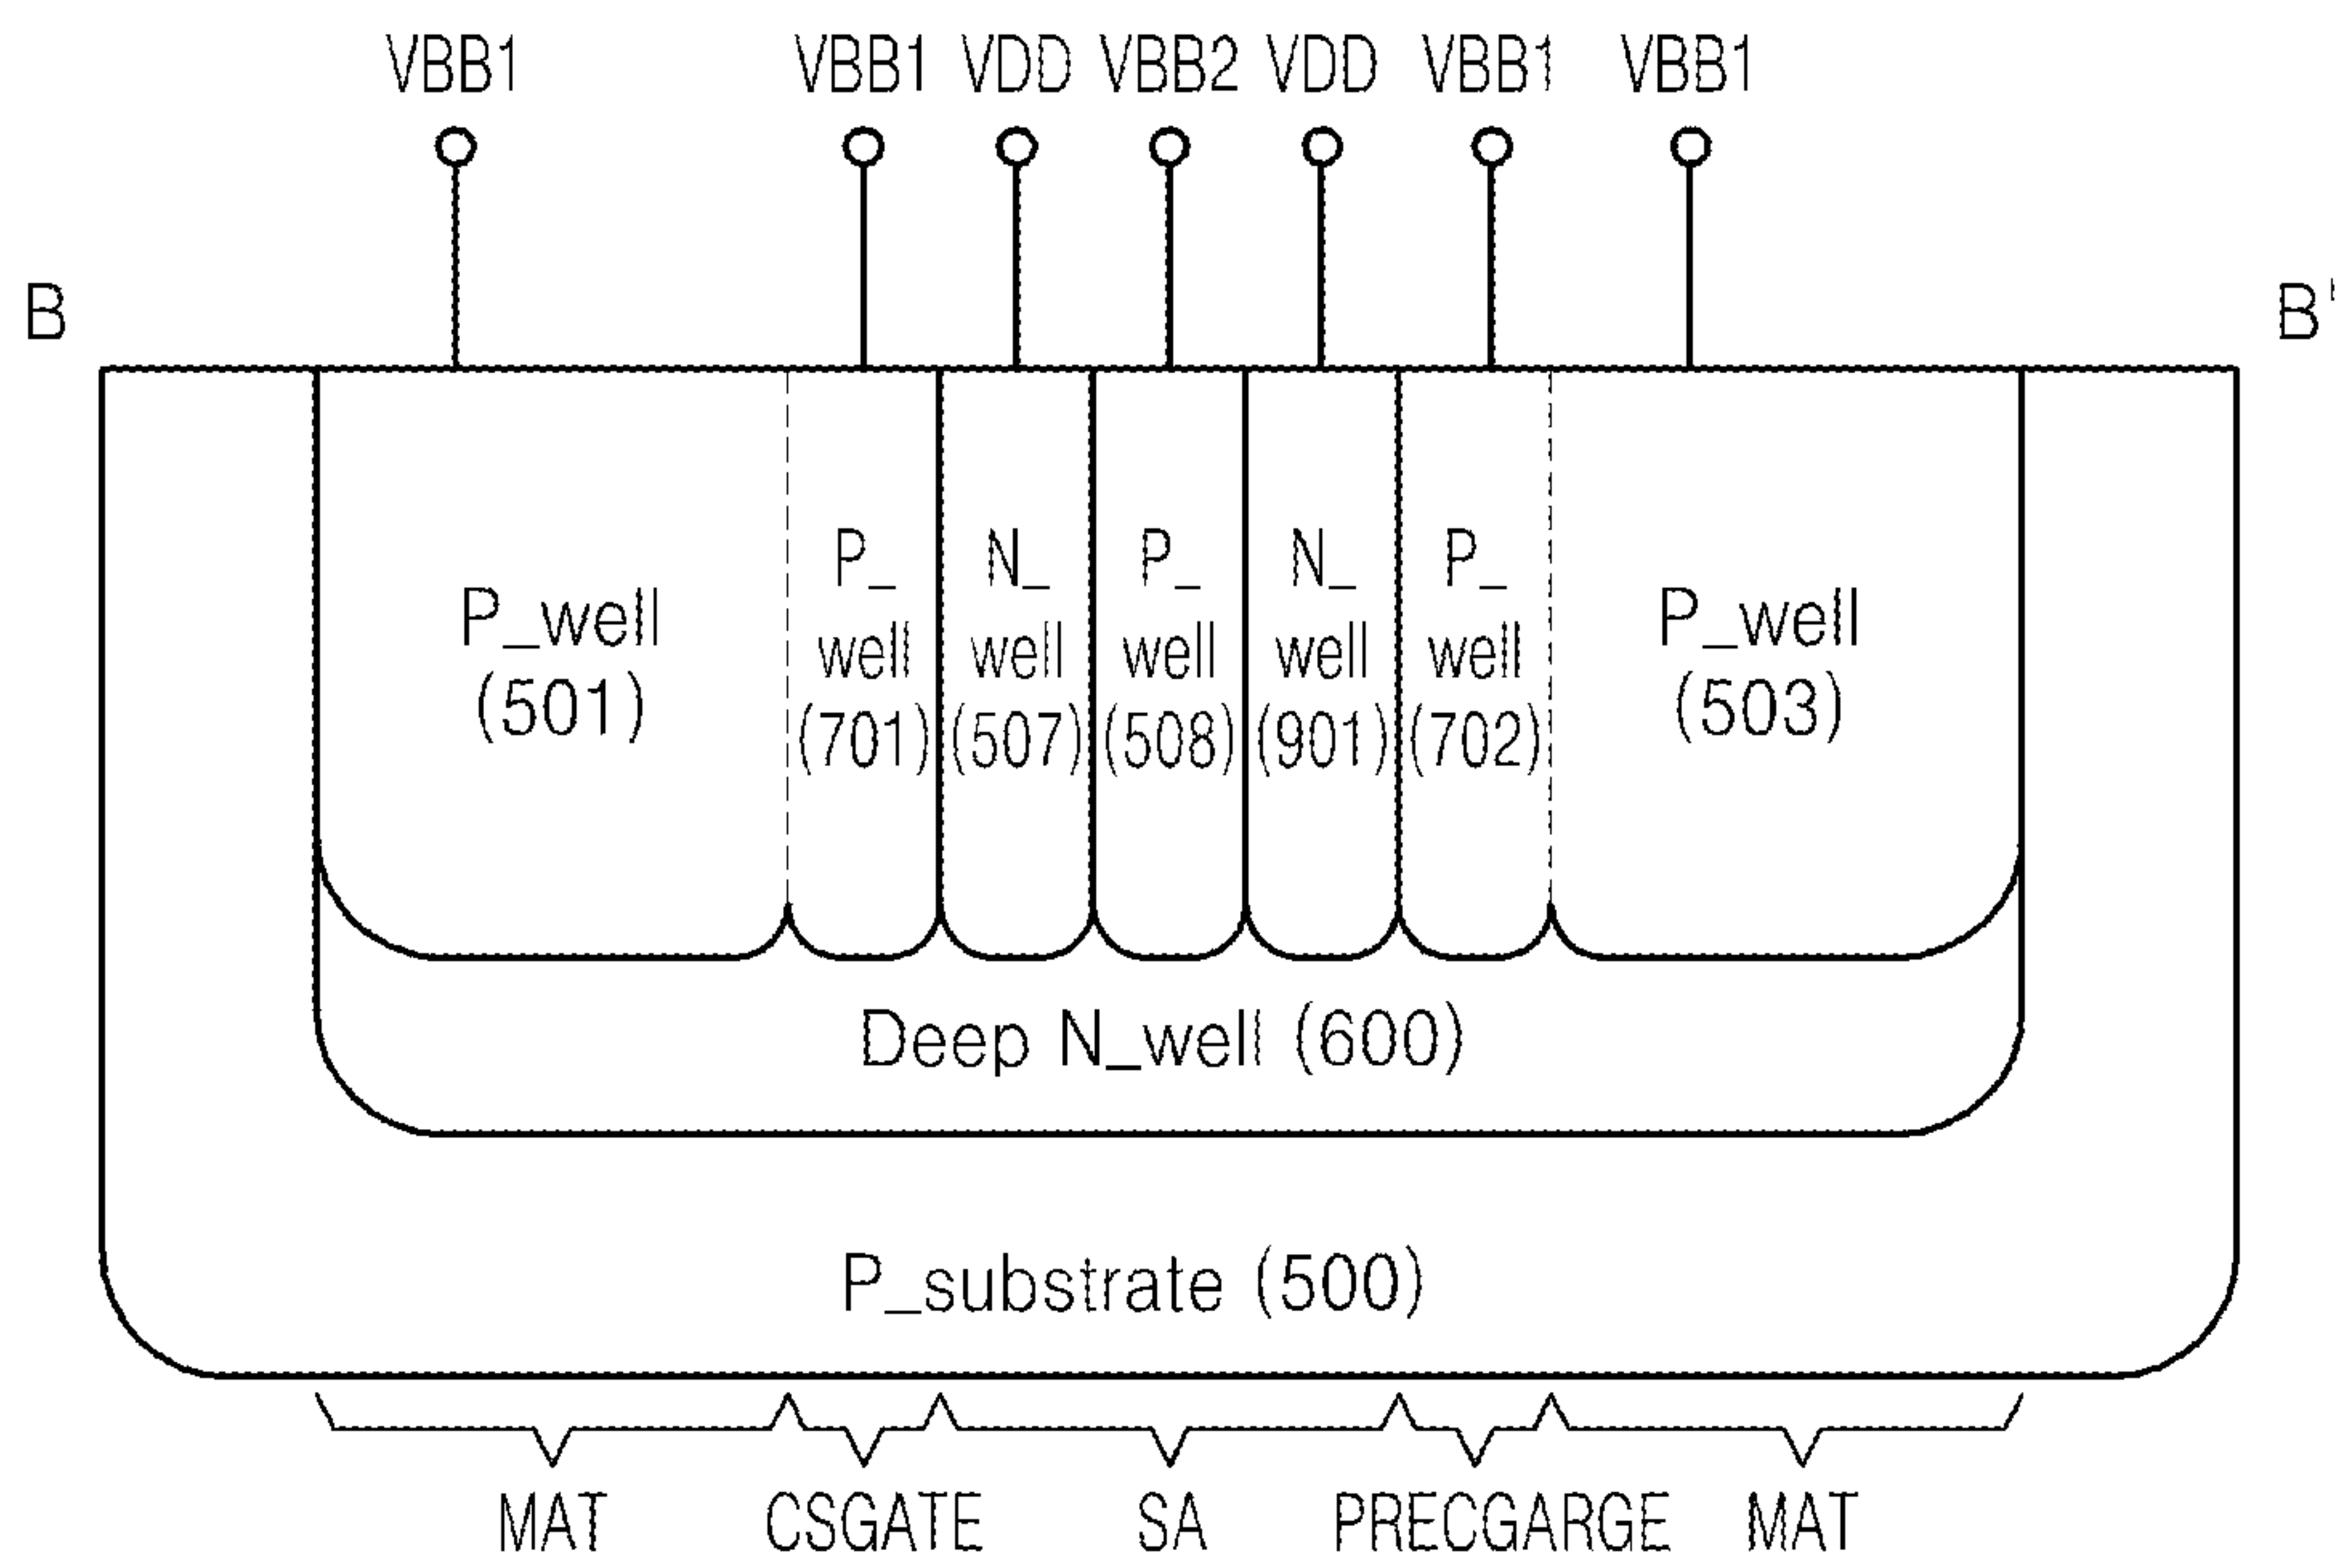 VBB1 VBB1 VDD VBB2 VDD VBB1 VBB1
B B'
P_well
(501)
P_
well
(701)
N_
well
(507)
P_
well
(508)
N_
well
(901)
P_
well
(702)
P_well
(503)
Deep N_well (600)
P_substrate (500)
MAT CSGATE SA PRECGARGE MAT